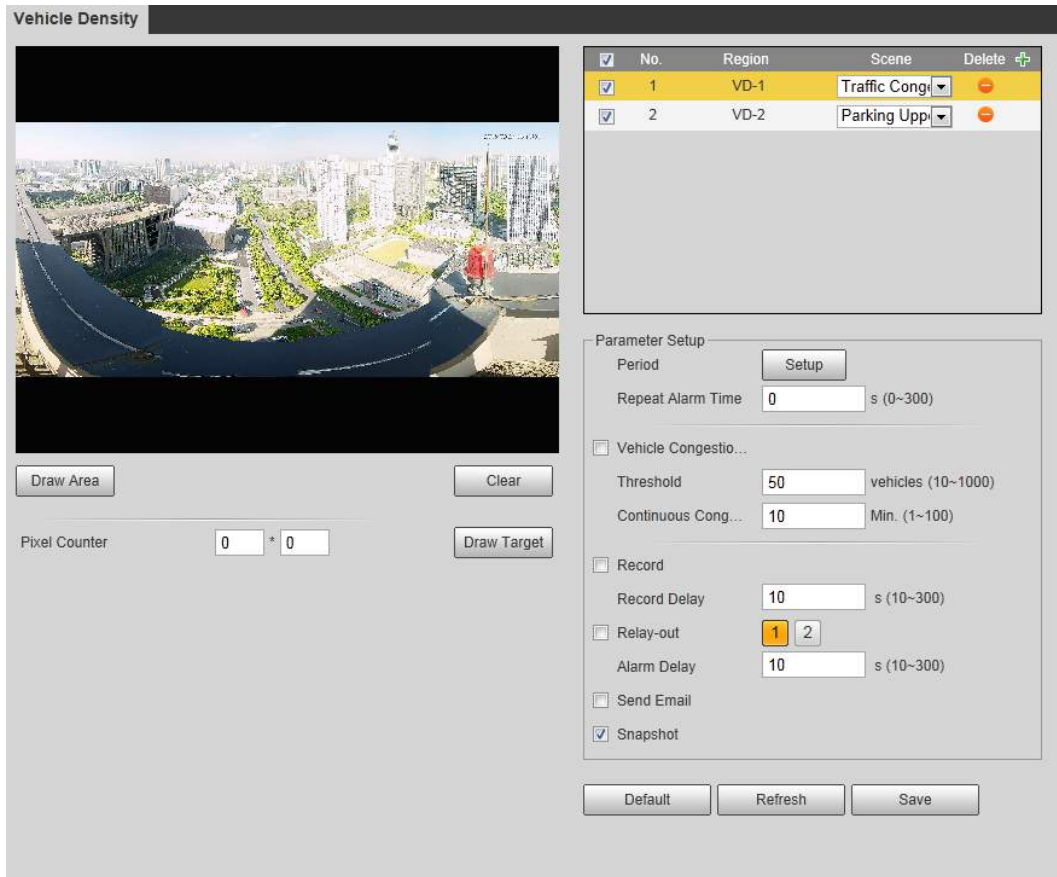 Vehicle Density
No. Region Scene Delete
1 VD-1 Traffic Cong
2 VD-2 Parking Upp
Draw Area Clear
Pixel Counter 0 * 0 Draw Target
Parameter Setup
Period Setup
Repeat Alarm Time 0 s (0~300)
Vehicle Congestio...
Threshold 50 vehicles (10~1000)
Continuous Cong... 10 Min. (1~100)
Record
Record Delay 10 s (10~300)
Relay-out 1 2
Alarm Delay 10 s (10~300)
Send Email
Snapshot
Default Refresh Save